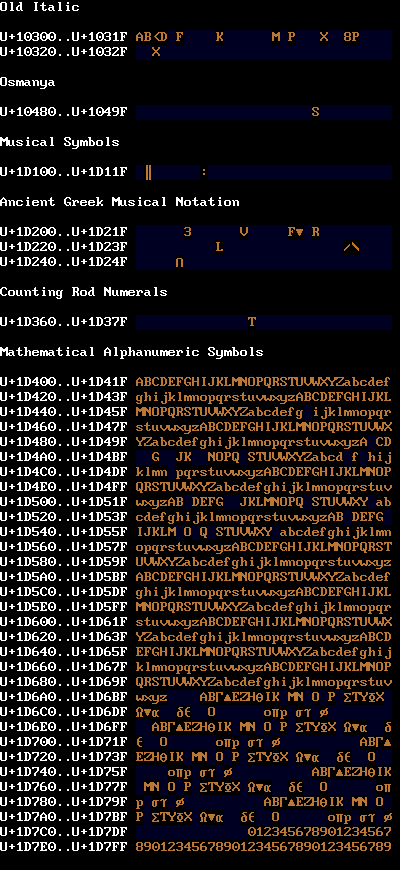 Old Italic
U+10300..U+1031F AB<D F    K      M P   X  8P
U+10320..U+1032F   X
Osmanya
U+10480..U+1049F                       S
Musical Symbols
U+1D100..U+1D11F  ‖      :
Ancient Greek Musical Notation
U+1D200..U+1D21F       3      V     F▼ R
U+1D220..U+1D23F           L               ╱╲
U+1D240..U+1D24F      ∩
Counting Rod Numerals
U+1D360..U+1D37F               T
Mathematical Alphanumeric Symbols
U+1D400..U+1D41F ABCDEFGHIJKLMNOPQRSTUVWXYZabcdef
U+1D420..U+1D43F ghijklmnopqrstuvwxyzABCDEFGHIJKL
U+1D440..U+1D45F MNOPQRSTUVWXYZabcdefg ijklmnopqr
U+1D460..U+1D47F stuvwxyzABCDEFGHIJKLMNOPQRSTUVWX
U+1D480..U+1D49F YZabcdefghijklmnopqrstuvwxyzA CD
U+1D4A0..U+1D4BF   G  JK  NOPQ STUVWXYZabcd f hij
U+1D4C0..U+1D4DF klmn pqrstuvwxyzABCDEFGHIJKLMNOP
U+1D4E0..U+1D4FF QRSTUVWXYZabcdefghijklmnopqrstuv
U+1D500..U+1D51F wxyzAB DEFG  JKLMNOPQ STUVWXY ab
U+1D520..U+1D53F cdefghijklmnopqrstuvwxyzAB DEFG
U+1D540..U+1D55F IJKLM O Q STUVWXY abcdefghijklmn
U+1D560..U+1D57F opqrstuvwxyzABCDEFGHIJKLMNOPQRST
U+1D580..U+1D59F UVWXYZabcdefghijklmnopqrstuvwxyz
U+1D5A0..U+1D5BF ABCDEFGHIJKLMNOPQRSTUVWXYZabcdef
U+1D5C0..U+1D5DF ghijklmnopqrstuvwxyzABCDEFGHIJKL
U+1D5E0..U+1D5FF MNOPQRSTUVWXYZabcdefghijklmnopqr
U+1D600..U+1D61F stuvwxyzABCDEFGHIJKLMNOPQRSTUVWX
U+1D620..U+1D63F YZabcdefghijklmnopqrstuvwxyzABCD
U+1D640..U+1D65F EFGHIJKLMNOPQRSTUVWXYZabcdefghij
U+1D660..U+1D67F klmnopqrstuvwxyzABCDEFGHIJKLMNOP
U+1D680..U+1D69F QRSTUVWXYZabcdefghijklmnopqrstuv
U+1D6A0..U+1D6BF wxyz    ABΓ▲EZHθIK MN O P ΣTYΦX
U+1D6C0..U+1D6DF Ω▼α  δε  O    οπρ στ ø
U+1D6E0..U+1D6FF   ABΓ▲EZHθIK MN O P ΣTYΦX Ω▼α  δ
U+1D700..U+1D71F ε  O      οπρ στ ø          ABΓ▲
U+1D720..U+1D73F EZHθIK MN O P ΣTYΦX Ω▼α  δε  O
U+1D740..U+1D75F     οπρ στ ø          ABΓ▲EZHθIK
U+1D760..U+1D77F  MN O P ΣTYΦX Ω▼α  δε  O      οπ
U+1D780..U+1D79F ρ στ ø          ABΓ▲EZHθIK MN O
U+1D7A0..U+1D7BF P ΣTYΦX Ω▼α  δε  O      οπρ στ ø
U+1D7C0..U+1D7DF               012345678901234567
U+1D7E0..U+1D7FF 89012345678901234567890123456789